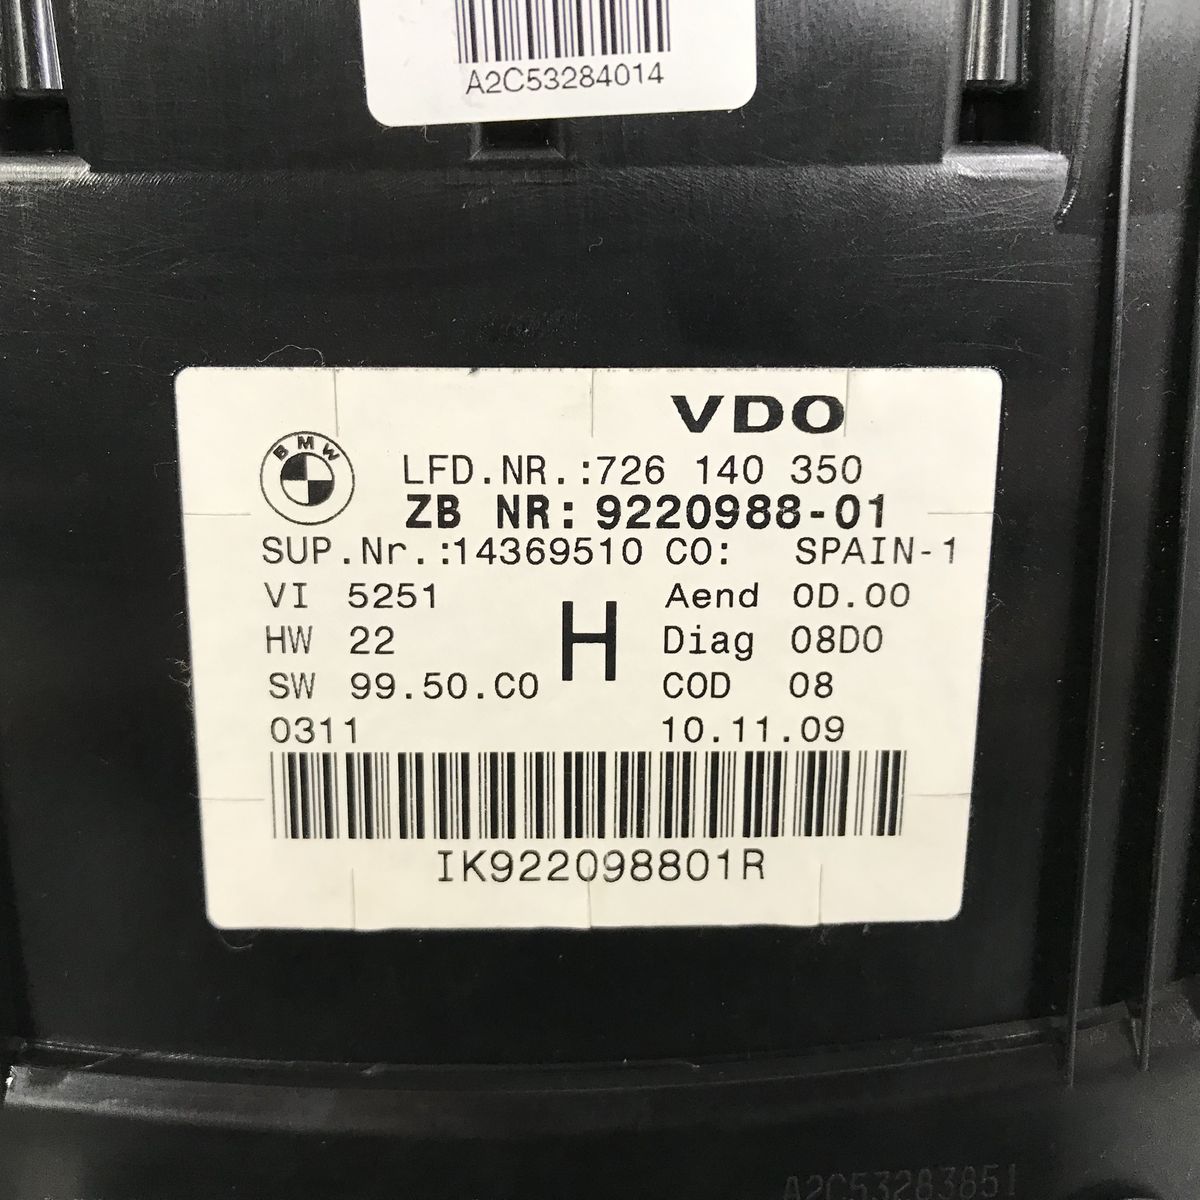 A2C53284014
VDO
BMW
LFD.NR.:726 140 350
ZB NR:9220988-01
SUP.Nr.:14369510 CO: SPAIN-1
VI 5251 Aend 0D.00
H
HW 22 Diag 08D0
SW 99.50.C0 COD 08
0311 10.11.09
IK922098801R
A2C53283851